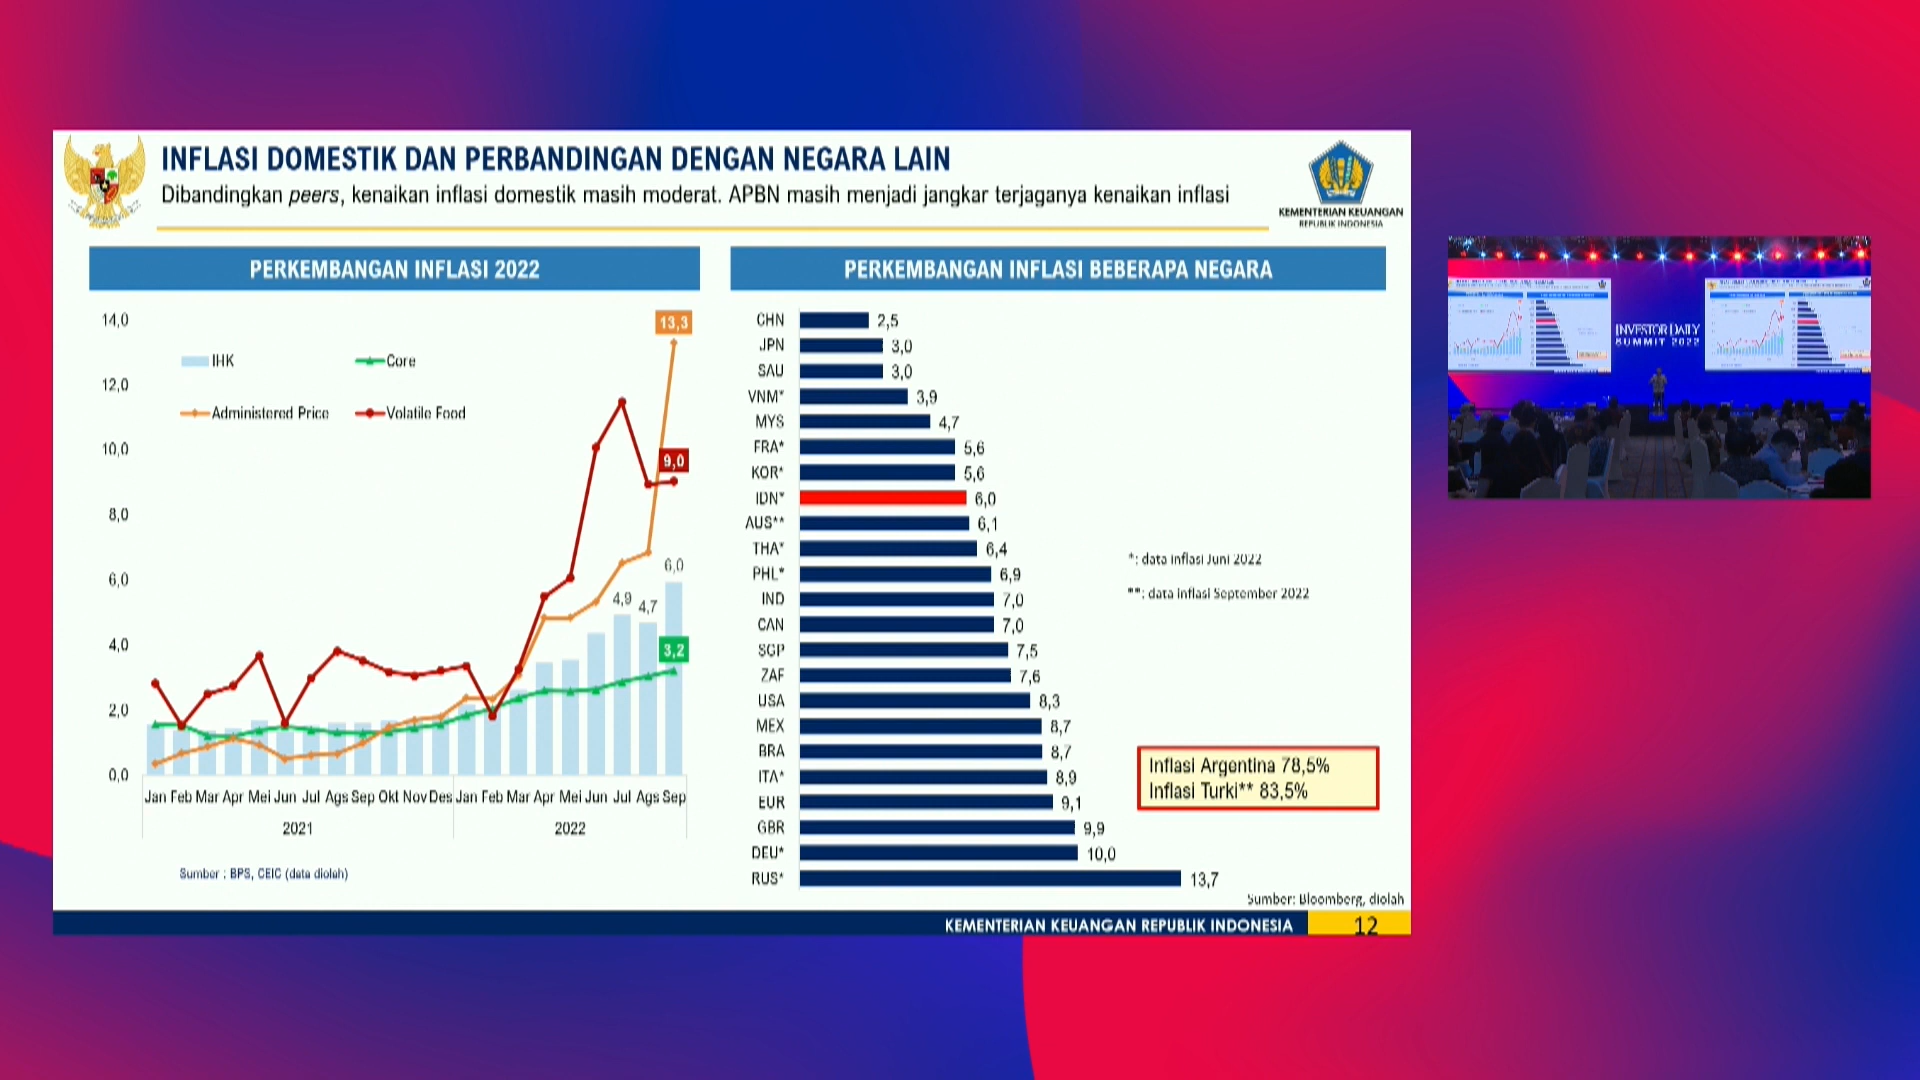 INFLASI DOMESTIK DAN PERBANDINGAN DENGAN NEGARA LAIN
Dibandingkan peers, kenaikan inflasi domestik masih moderat. APBN masih menjadi jangkar terjaganya kenaikan inflasi
KEMENTERIAN KEUANGAN
REPUBLIK INDONESIA
PERKEMBANGAN INFLASI 2022
14,0
12,0
10,0
8,0
6,0
4,0
2,0
0,0
IHK
Core
Administered Price
Volatile Food
13,3
9,0
6,0
4,9
4,7
3,2
Jan Feb Mar Apr Mei Jun Jul Ags Sep Okt Nov Des Jan Feb Mar Apr Mei Jun Jul Ags Sep
2021
2022
Sumber : BPS, CEIC (data diolah)
PERKEMBANGAN INFLASI BEBERAPA NEGARA
CHN 2,5
JPN 3,0
SAU 3,0
VNM* 3,9
MYS 4,7
FRA* 5,6
KOR* 5,6
IDN* 6,0
AUS** 6,1
THA* 6,4
PHL* 6,9
IND 7,0
CAN 7,0
SGP 7,5
ZAF 7,6
USA 8,3
MEX 8,7
BRA 8,7
ITA* 8,9
EUR 9,1
GBR 9,9
DEU* 10,0
RUS* 13,7
*: data inflasi Juni 2022
**: data inflasi September 2022
Inflasi Argentina 78,5%
Inflasi Turki** 83,5%
Sumber: Bloomberg, diolah
KEMENTERIAN KEUANGAN REPUBLIK INDONESIA
12
INVESTOR DAILY
SUMMIT 2022